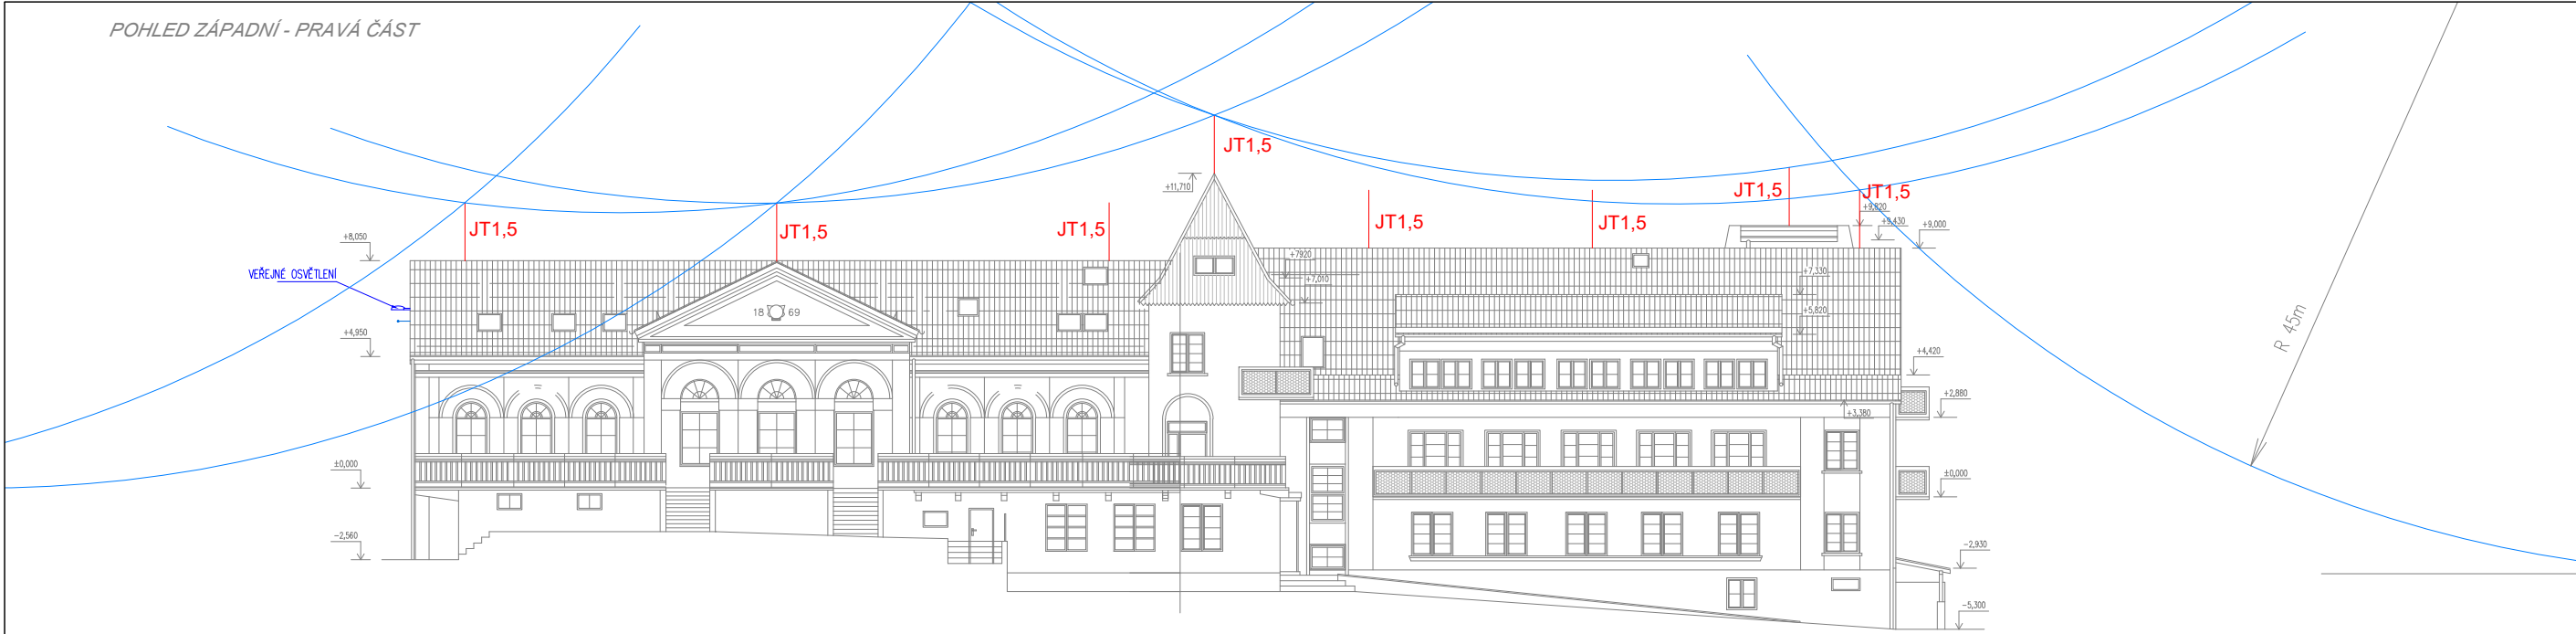 POHLED ZÁPADNÍ - PRAVÁ ČÁST
JT1,5
+11,710
JT1,5
JT1,5
+9,820
JT1,5
JT1,5
JT1,5
JT1,5
JT1,5
+9,430
+9,000
+8,050
+7920
VEŘEJNÉ OSVĚTLENÍ
+7,330
+7,010
18 69
+5,820
R 45m
+4,950
+4,420
+2,880
+3,380
±0,000
±0,000
-2,560
-2,930
-5,300